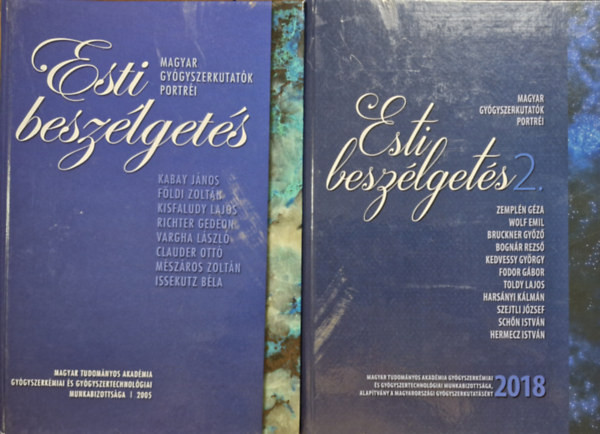 Esti
MAGYAR
GYÓGYSZERKUTATÓK
PORTRÉI
beszélgetés
KABAY JÁNOS
FÖLDI ZOLTÁN
KISFALUDY LAJOS
RICHTER GEDEON
VARGHA LÁSZLÓ
CLAUDER OTTÓ
MÉSZÁROS ZOLTÁN
ISSEKUTZ BÉLA
MAGYAR TUDOMÁNYOS AKADÉMIA
GYÓGYSZERKÉMIAI ÉS GYÓGYSZERTECHNOLÓGIAI
MUNKABIZOTTSÁGA | 2005
MAGYAR
GYÓGYSZERKUTATÓK
PORTRÉI
Esti
beszélgetés 2.
ZEMPLÉN GÉZA
WOLF EMIL
BRUCKNER GYŐZŐ
BOGNÁR REZSŐ
KEDVESSY GYÖRGY
FODOR GÁBOR
TOLDY LAJOS
HARSÁNYI KÁLMÁN
SZEJTLI JÓZSEF
SCHÖN ISTVÁN
HERMECZ ISTVÁN
MAGYAR TUDOMÁNYOS AKADÉMIA GYÓGYSZERKÉMIAI
ÉS GYÓGYSZERTECHNOLÓGIAI MUNKABIZOTTSÁGA,
ALAPÍTVÁNY A MAGYARORSZÁGI GYÓGYSZERKUTATÁSÉRT 2018